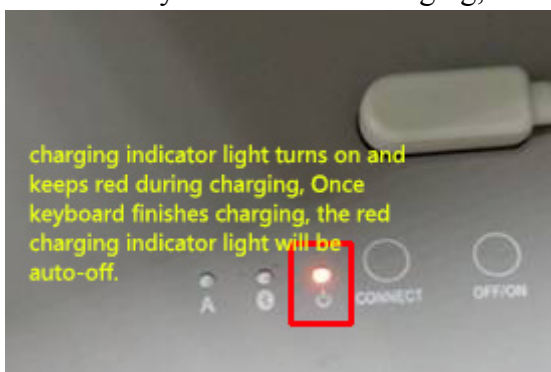 charging indicator light turns on and
keeps red during charging, Once
keyboard finishes charging, the red
charging indicator light will be
auto-off.
A
CONNECT
OFF/ON